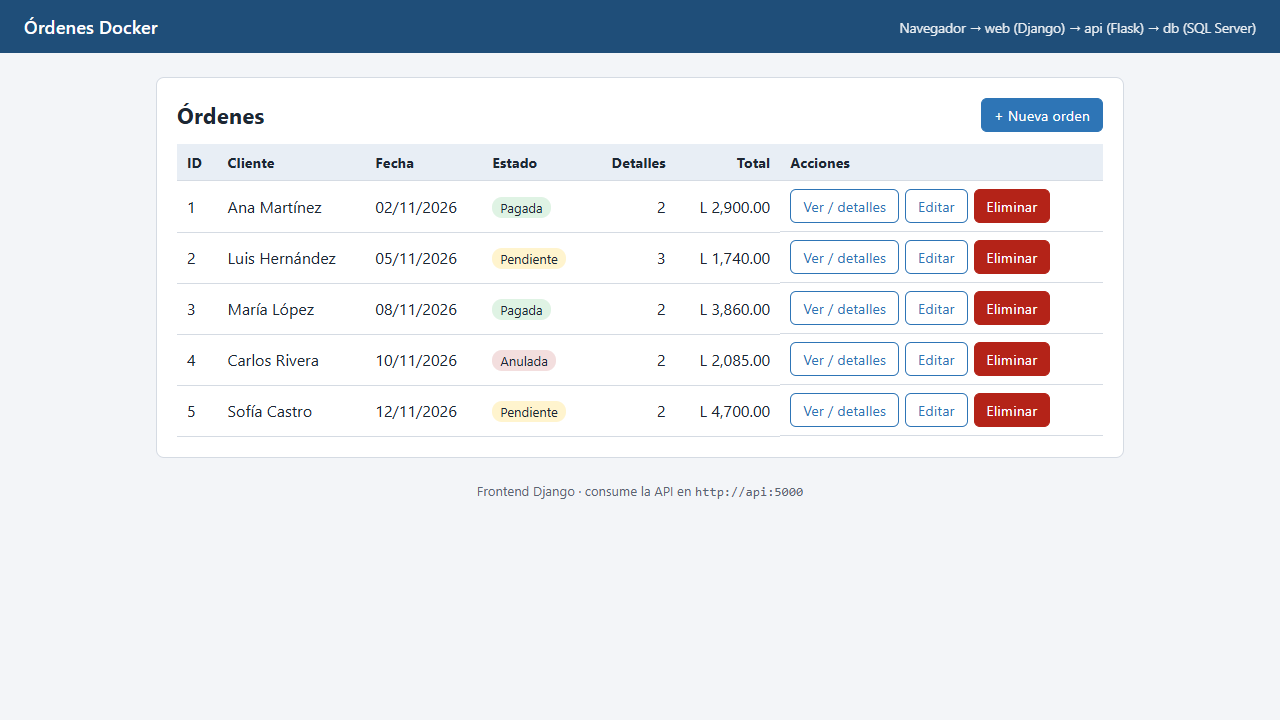 Órdenes Docker
Navegador → web (Django) → api (Flask) → db (SQL Server)
Órdenes
+ Nueva orden
ID Cliente Fecha Estado Detalles Total Acciones
1 Ana Martínez 02/11/2026 Pagada 2 L 2,900.00 Ver / detalles Editar Eliminar
2 Luis Hernández 05/11/2026 Pendiente 3 L 1,740.00 Ver / detalles Editar Eliminar
3 María López 08/11/2026 Pagada 2 L 3,860.00 Ver / detalles Editar Eliminar
4 Carlos Rivera 10/11/2026 Anulada 2 L 2,085.00 Ver / detalles Editar Eliminar
5 Sofía Castro 12/11/2026 Pendiente 2 L 4,700.00 Ver / detalles Editar Eliminar
Frontend Django · consume la API en http://api:5000